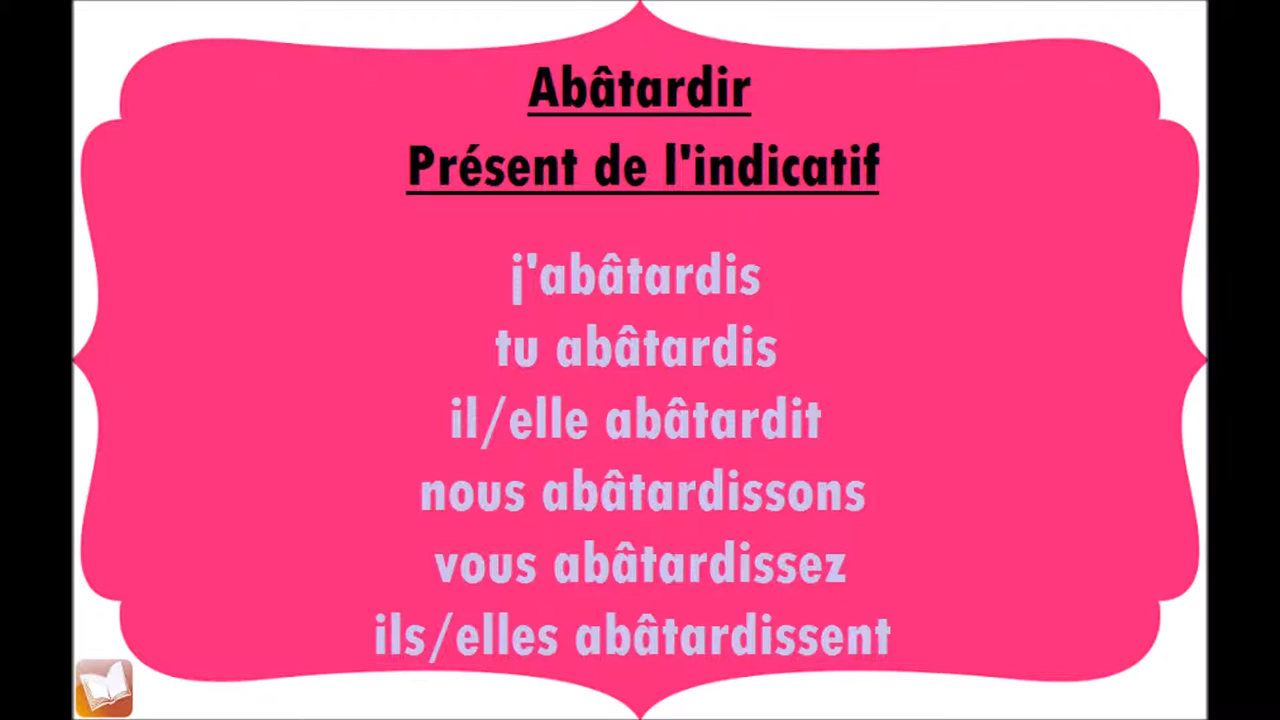 Abâtardir
Présent de l'indicatif
j'abâtardis
tu abâtardis
il/elle abâtardit
nous abâtardissons
vous abâtardissez
ils/elles abâtardissent